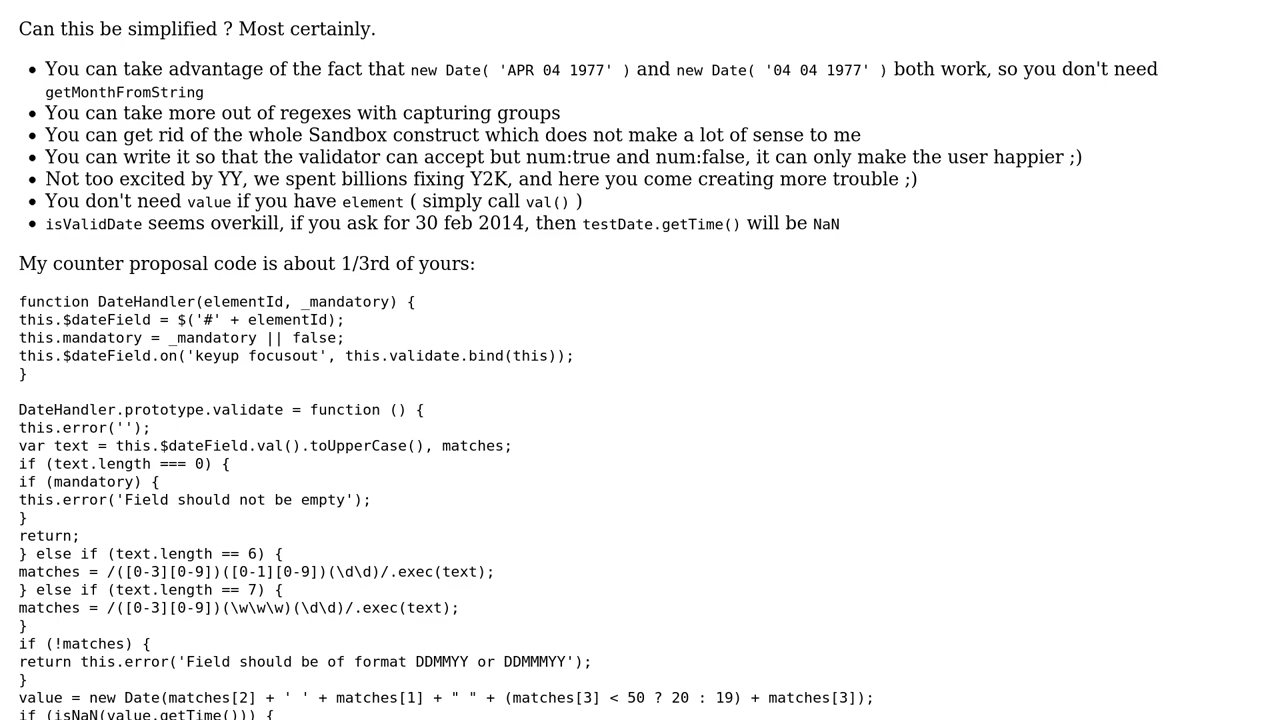 Can this be simplified ? Most certainly.
You can take advantage of the fact that new Date( 'APR 04 1977' ) and new Date( '04 04 1977' ) both work, so you don't need
getMonthFromString
You can take more out of regexes with capturing groups
You can get rid of the whole Sandbox construct which does not make a lot of sense to me
You can write it so that the validator can accept but num:true and num:false, it can only make the user happier ;)
Not too excited by YY, we spent billions fixing Y2K, and here you come creating more trouble ;)
You don't need value if you have element ( simply call val() )
isValidDate seems overkill, if you ask for 30 feb 2014, then testDate.getTime() will be NaN
My counter proposal code is about 1/3rd of yours:
function DateHandler(elementId, _mandatory) {
this.$dateField = $('#' + elementId);
this.mandatory = _mandatory || false;
this.$dateField.on('keyup focusout', this.validate.bind(this));
}
DateHandler.prototype.validate = function () {
this.error('');
var text = this.$dateField.val().toUpperCase(), matches;
if (text.length === 0) {
if (mandatory) {
this.error('Field should not be empty');
}
return;
} else if (text.length == 6) {
matches = /([0-3][0-9])([0-1][0-9])(\d\d)/.exec(text);
} else if (text.length == 7) {
matches = /([0-3][0-9])(\w\w\w)(\d\d)/.exec(text);
}
if (!matches) {
return this.error('Field should be of format DDMMYY or DDMMMYY');
}
value = new Date(matches[2] + ' ' + matches[1] + " " + (matches[3] < 50 ? 20 : 19) + matches[3]);
if (isNaN(value.getTime())) {